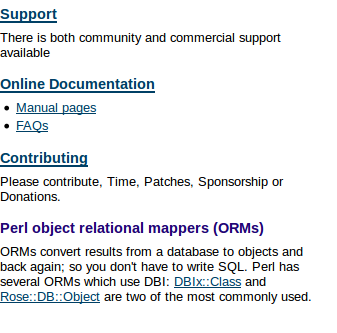 Support
There is both community and commercial support
available
Online Documentation
Manual pages
FAQs
Contributing
Please contribute, Time, Patches, Sponsorship or
Donations.
Perl object relational mappers (ORMs)
ORMs convert results from a database to objects and
back again; so you don't have to write SQL. Perl has
several ORMs which use DBI: DBIx::Class and
Rose::DB::Object are two of the most commonly used.